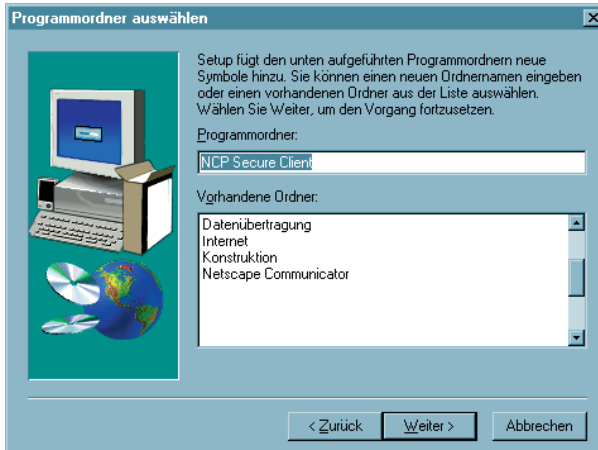 Programmordner auswählen
Setup fügt den unten aufgeführten Programmordnern neue
Symbole hinzu. Sie können einen neuen Ordnernamen eingeben
oder einen vorhandenen Ordner aus der Liste auswählen.
Wählen Sie Weiter, um den Vorgang fortzusetzen.
Programmordner:
NCP Secure Client
Vorhandene Ordner:
Datenübertragung
Internet
Konstruktion
Netscape Communicator
< Zurück
Weiter >
Abbrechen